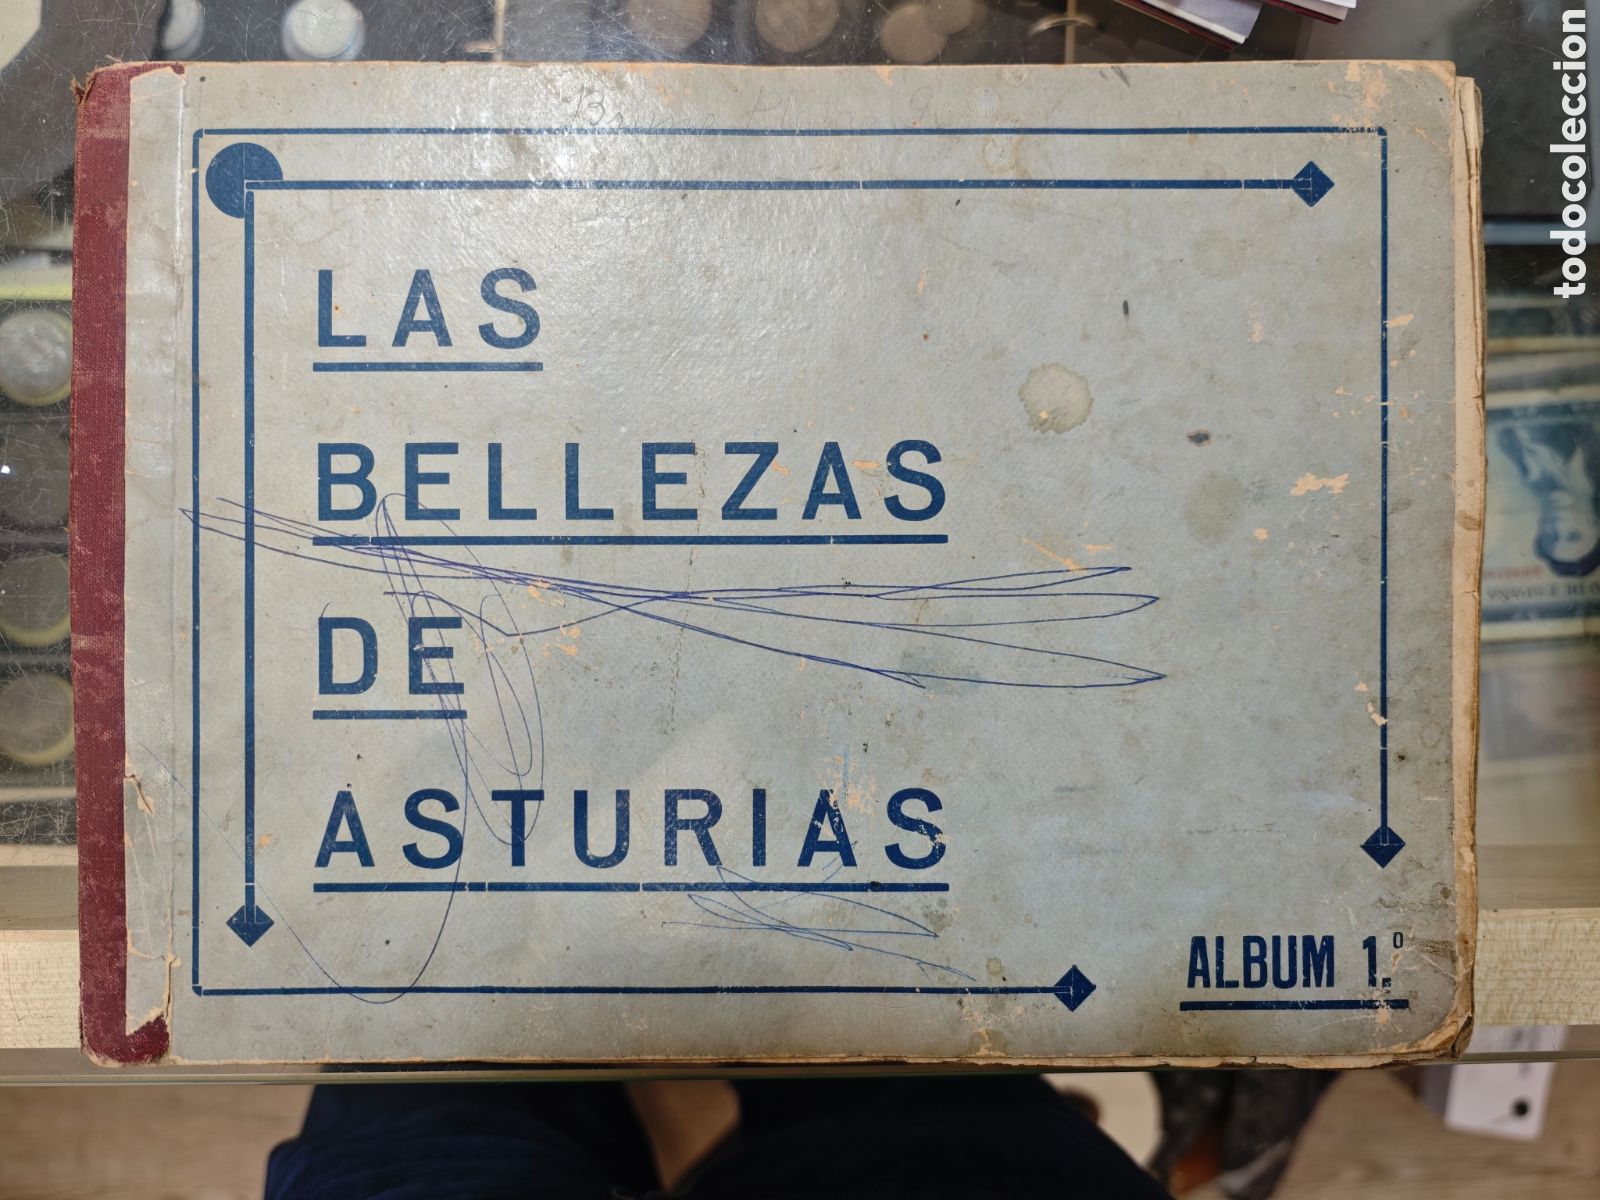 LAS
BELLEZAS
DE
ASTURIAS
ALBUM 1.º
todocoleccion